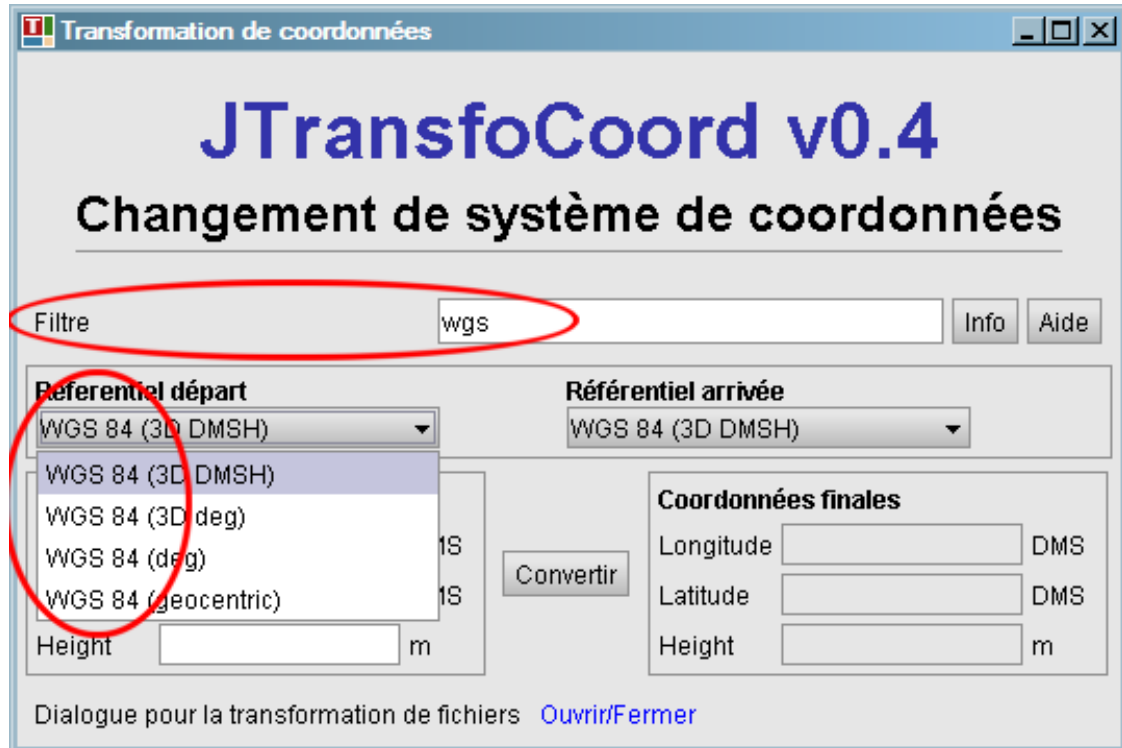 Transformation de coordonnées
JTransfoCoord v0.4
Changement de système de coordonnées
Filtre wgs Info Aide
Réferentiel départ Référentiel arrivée
WGS 84 (3D DMSH) WGS 84 (3D DMSH)
WGS 84 (3D DMSH)
WGS 84 (3D deg)
WGS 84 (deg)
WGS 84 (geocentric)
Height m
Convertir
Coordonnées finales
Longitude DMS
Latitude DMS
Height m
Dialogue pour la transformation de fichiers Ouvrir/Fermer